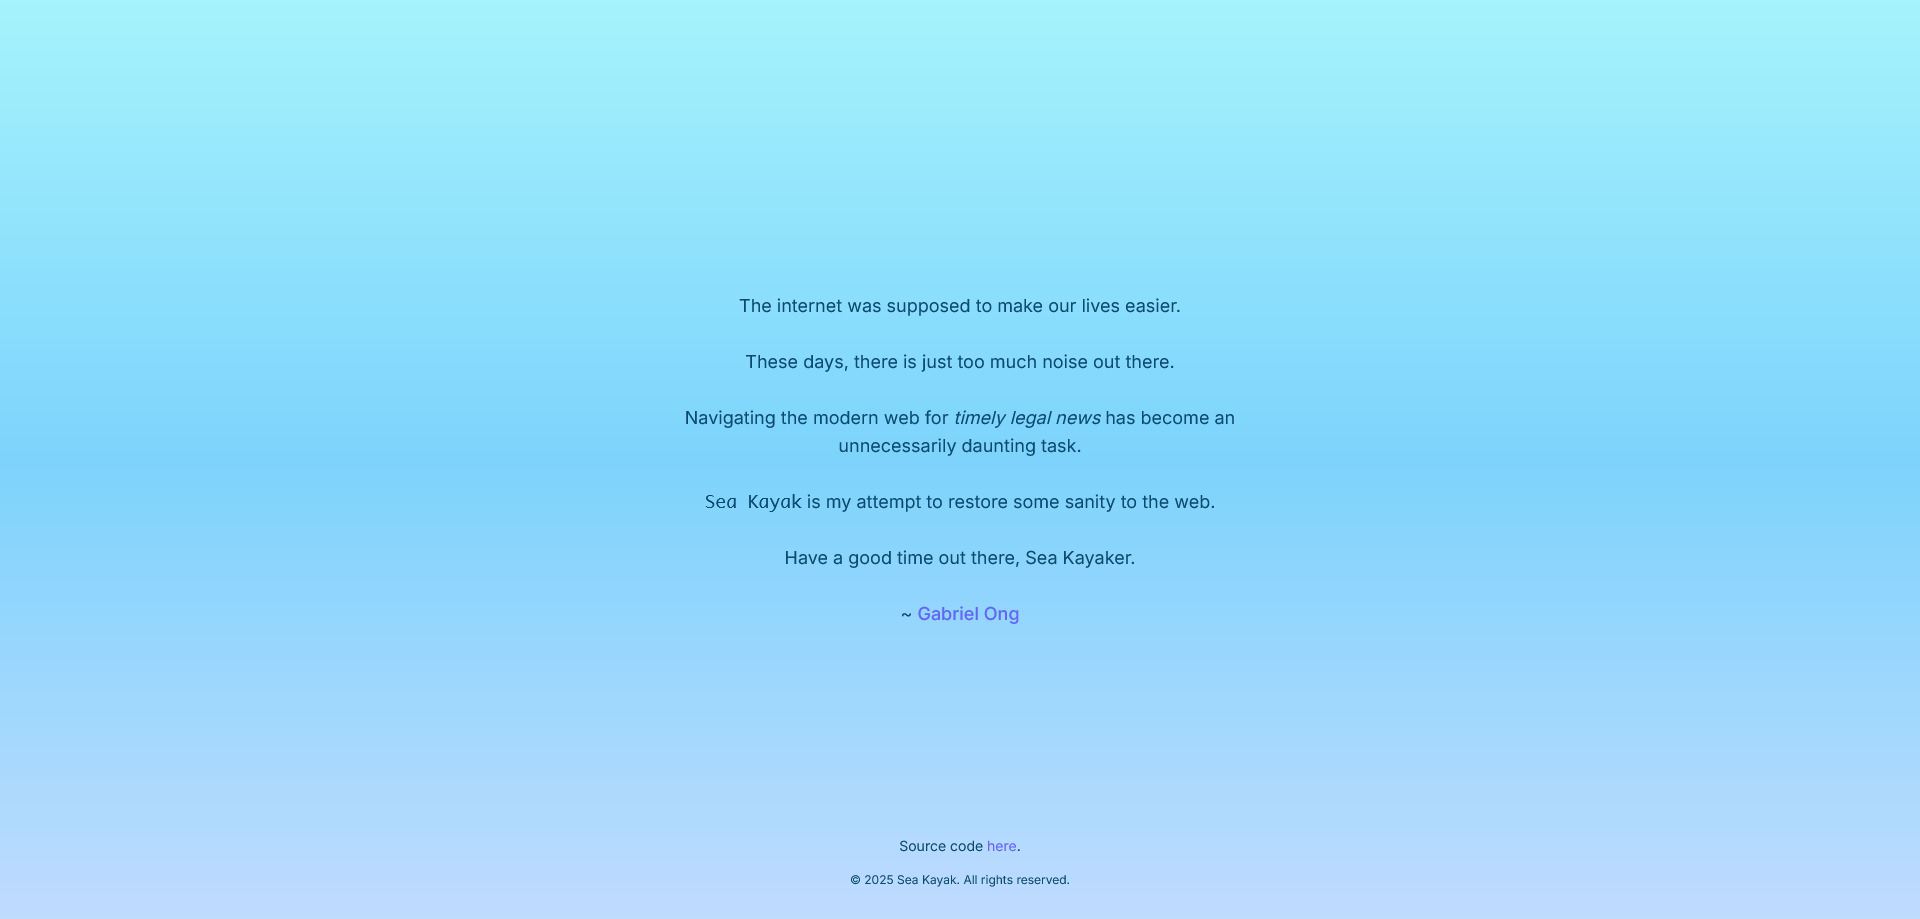 The internet was supposed to make our lives easier.
These days, there is just too much noise out there.
Navigating the modern web for timely legal news has become an
unnecessarily daunting task.
Sea Kayak is my attempt to restore some sanity to the web.
Have a good time out there, Sea Kayaker.
~ Gabriel Ong
Source code here.
© 2025 Sea Kayak. All rights reserved.